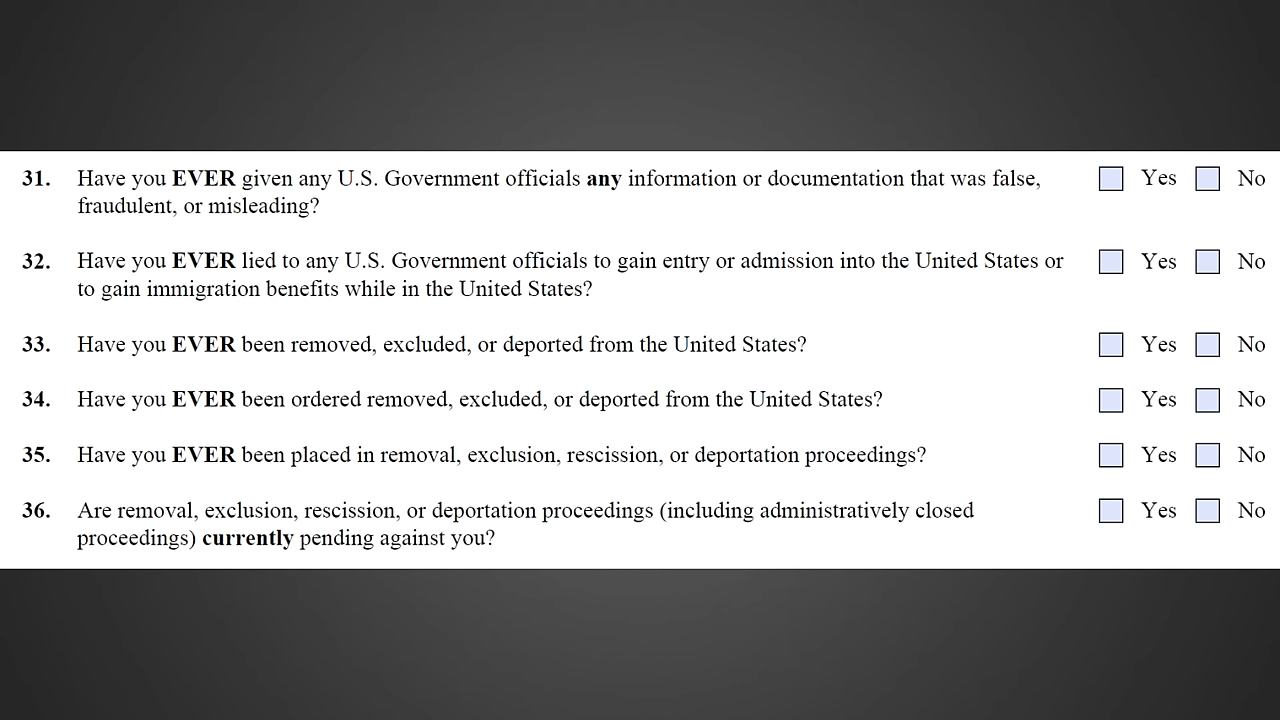 31. Have you EVER given any U.S. Government officials any information or documentation that was false, Yes No
fraudulent, or misleading?
32. Have you EVER lied to any U.S. Government officials to gain entry or admission into the United States or Yes No
to gain immigration benefits while in the United States?
33. Have you EVER been removed, excluded, or deported from the United States? Yes No
34. Have you EVER been ordered removed, excluded, or deported from the United States? Yes No
35. Have you EVER been placed in removal, exclusion, rescission, or deportation proceedings? Yes No
36. Are removal, exclusion, rescission, or deportation proceedings (including administratively closed Yes No
proceedings) currently pending against you?